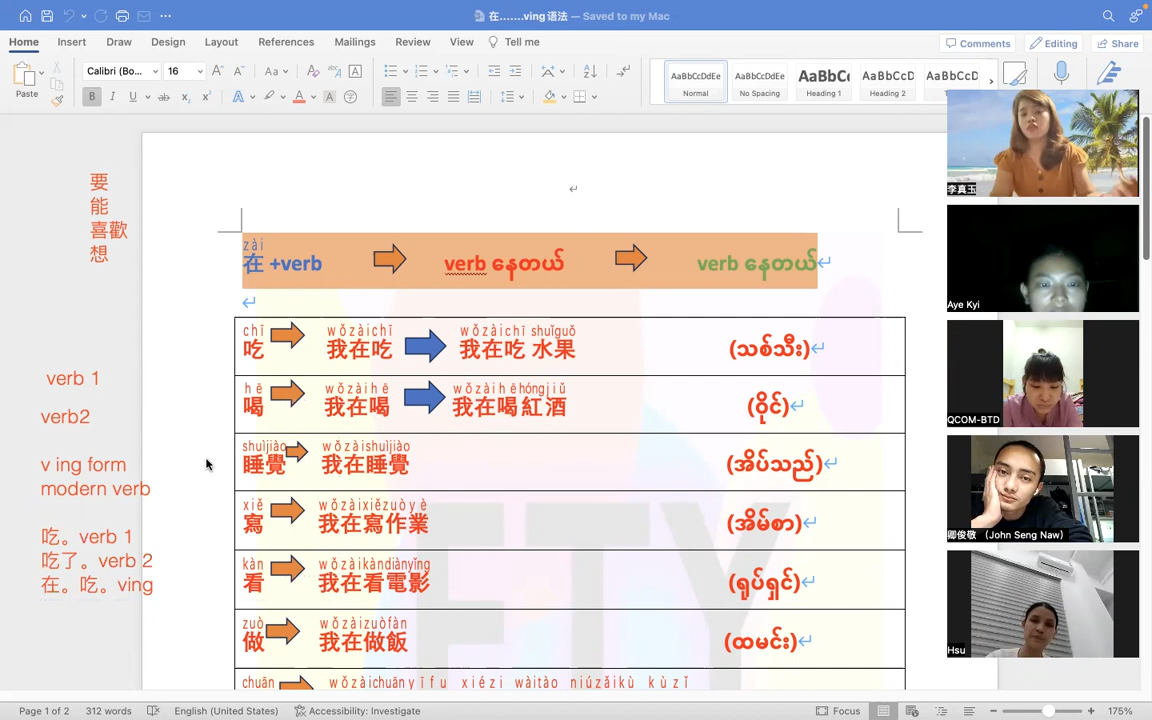 在.......ving 语法 — Saved to my Mac
Home Insert Draw Design Layout References Mailings Review View Tell me
Comments Editing Share
Paste
Calibri (Bo... 16
Aa
AaBbCcDdEe AaBbCcDdEe AaBbCc AaBbCcD AaBbCcD
Normal No Spacing Heading 1 Heading 2
李真玉
Aye Kyi
QCOM-BTD
卿俊敬 (John Seng Naw)
Hsu
要
能
喜歡
想
verb 1
verb2
v ing form
modern verb
吃。verb 1
吃了。verb 2
在。吃。ving
zài
在 +verb verb နေတယ် verb နေတယ်
chī wǒzàichī wǒzàichī shuǐguǒ
吃 我在吃 我在吃 水果 (သစ်သီး)
hē wǒzàihē wǒzàihēhóngjiǔ
喝 我在喝 我在喝紅酒 (ဝိုင်)
shuìjiào wǒzàishuìjiào
睡覺 我在睡覺 (အိပ်သည်)
xiě wǒzàixiězuòyè
寫 我在寫作業 (အိမ်စာ)
kàn wǒzàikàndiànyǐng
看 我在看電影 (ရုပ်ရှင်)
zuò wǒzàizuòfàn
做 我在做飯 (ထမင်း)
chuān wǒzàichuānyīfu xiézi wàitào niúzǎikù kùzǐ
ETY
Page 1 of 2 312 words English (United States) Accessibility: Investigate Focus 175%